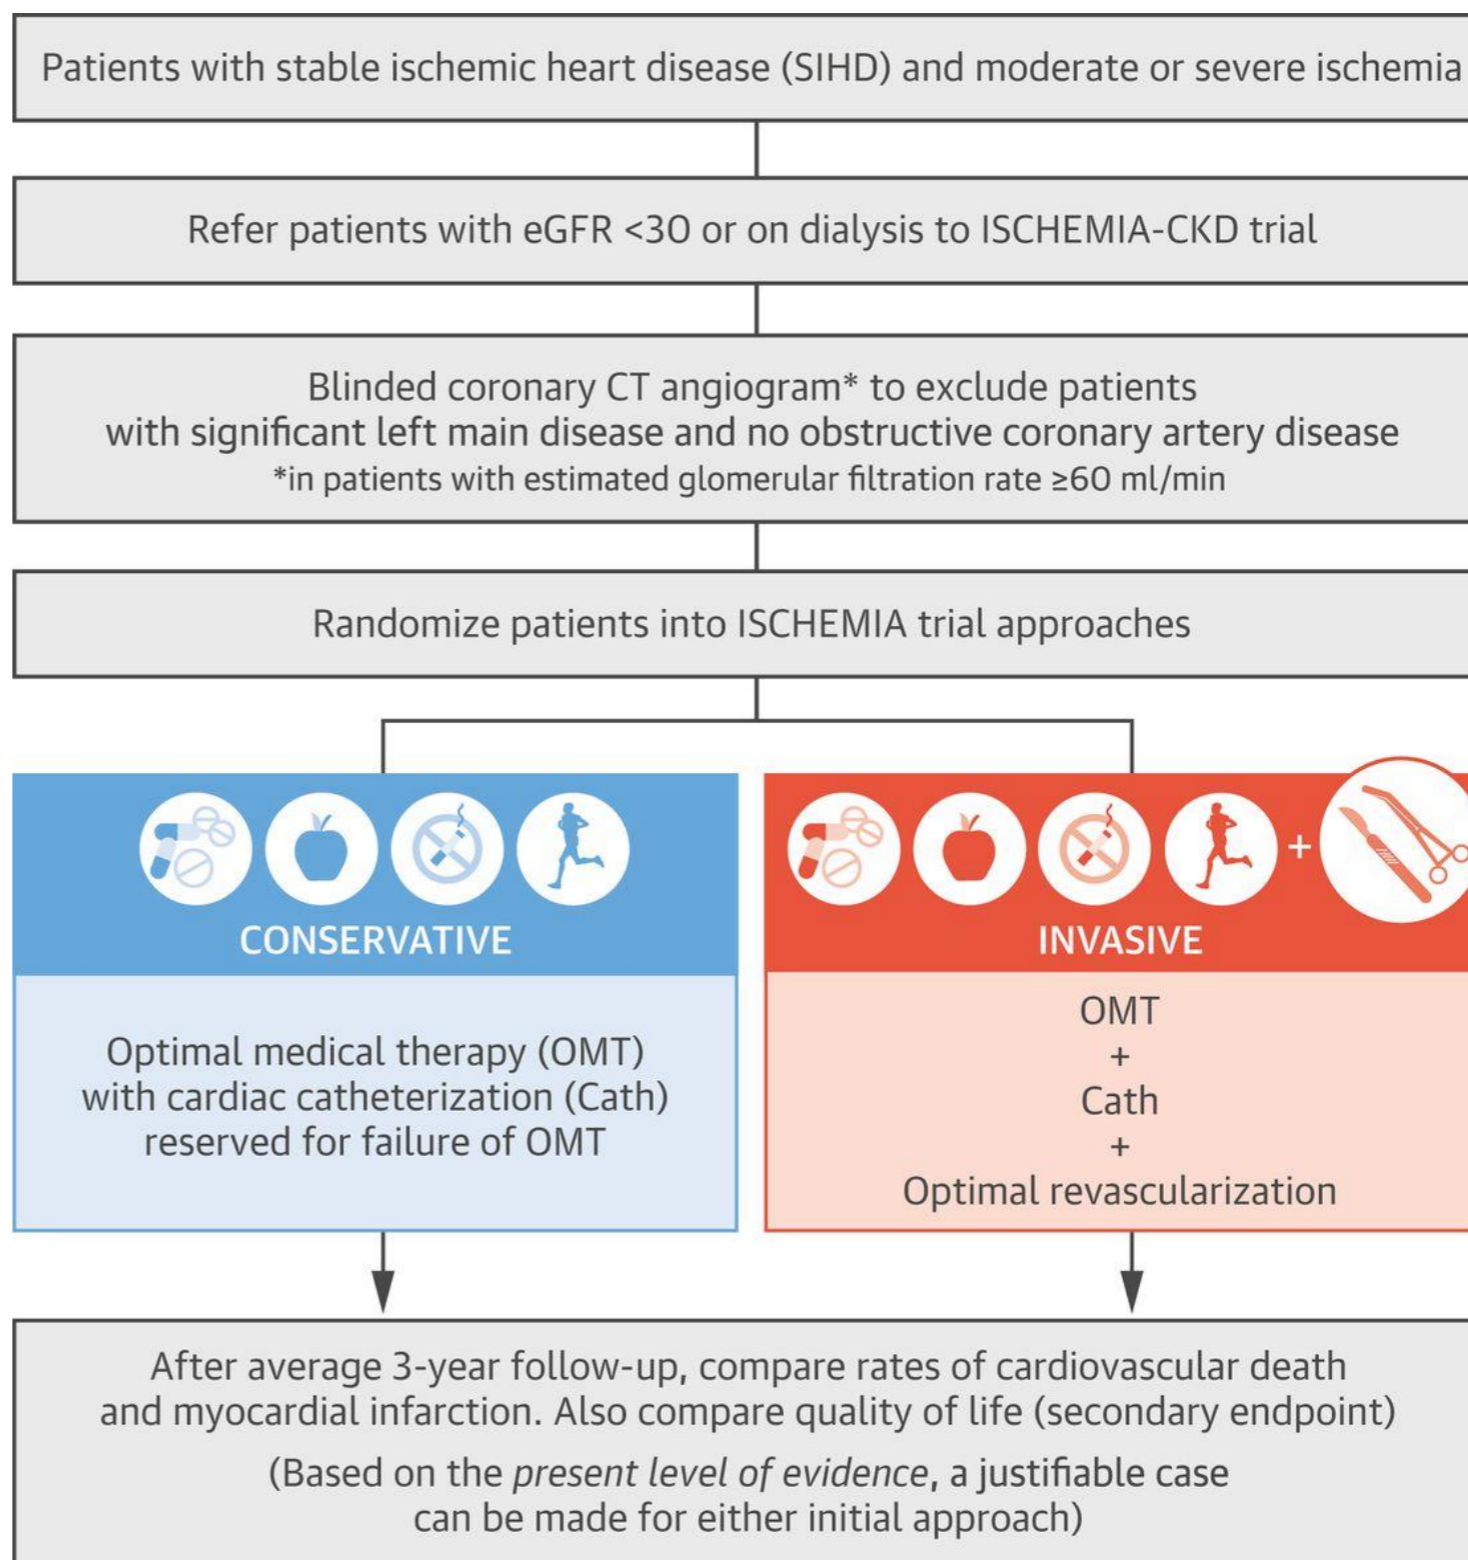 Patients with stable ischemic heart disease (SIHD) and moderate or severe ischemia
Refer patients with eGFR <30 or on dialysis to ISCHEMIA-CKD trial
Blinded coronary CT angiogram* to exclude patients
with significant left main disease and no obstructive coronary artery disease
*in patients with estimated glomerular filtration rate ≥60 ml/min
Randomize patients into ISCHEMIA trial approaches
CONSERVATIVE
Optimal medical therapy (OMT)
with cardiac catheterization (Cath)
reserved for failure of OMT
+
INVASIVE
OMT
+
Cath
+
Optimal revascularization
After average 3-year follow-up, compare rates of cardiovascular death
and myocardial infarction. Also compare quality of life (secondary endpoint)
(Based on the present level of evidence, a justifiable case
can be made for either initial approach)